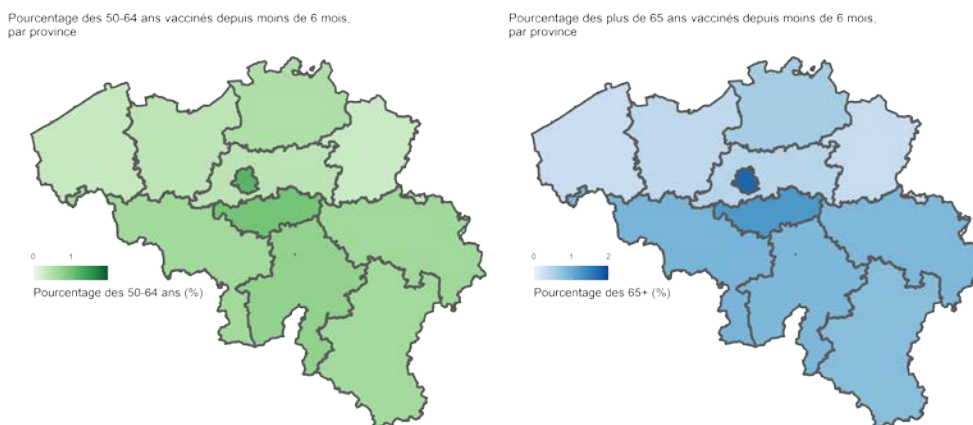 Pourcentage des 50-64 ans vaccinés depuis moins de 6 mois,
par province
0 1
Pourcentage des 50-64 ans (%)
Pourcentage des plus de 65 ans vaccinés depuis moins de 6 mois,
par province
0 1 2
Pourcentage des 65+ (%)